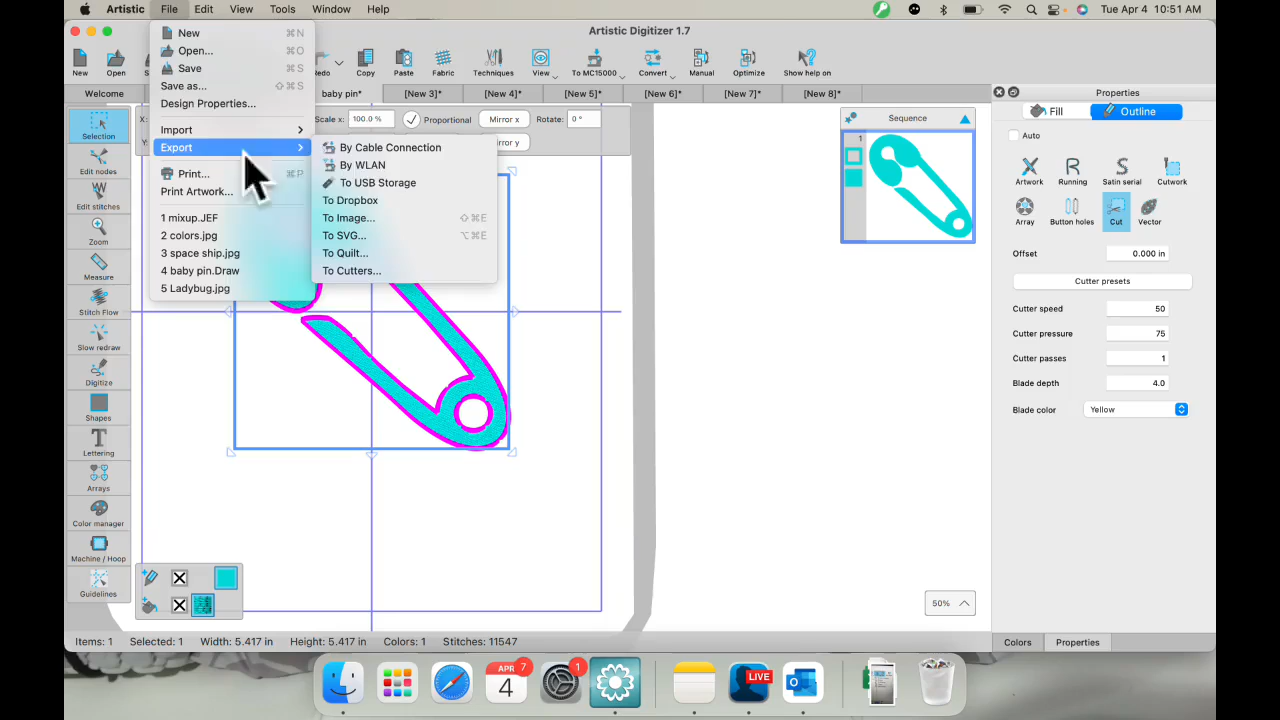 Artistic File Edit View Tools Window Help Tue Apr 4 10:51 AM
Artistic Digitizer 1.7
New Open Redo Copy Paste Fabric Techniques View To MC15000 Convert Manual Optimize Show help on
Welcome baby pin* [New 3]* [New 4]* [New 5]* [New 6]* [New 7]* [New 8]*
New ⌘N
Open... ⌘O
Save ⌘S
Save as... ⇧⌘S
Design Properties...
Import
Export
Print... ⌘P
Print Artwork...
1 mixup.JEF
2 colors.jpg
3 space ship.jpg
4 baby pin.Draw
5 Ladybug.jpg
By Cable Connection
By WLAN
To USB Storage
To Dropbox
To Image... ⇧⌘E
To SVG... ⌥⌘E
To Quilt...
To Cutters...
X:
Scale x: 100.0 % Proportional Mirror x Rotate: 0 °
Selection
Edit nodes
Edit stitches
Zoom
Measure
Stitch Flow
Slow redraw
Digitize
Shapes
Lettering
Arrays
Color manager
Machine / Hoop
Guidelines
Sequence
1
50%
Properties
Fill Outline
Auto
Artwork Running Satin serial Cutwork
Array Button holes Cut Vector
Offset 0.000 in
Cutter presets
Cutter speed 50
Cutter pressure 75
Cutter passes 1
Blade depth 4.0
Blade color Yellow
Colors Properties
Items: 1 Selected: 1 Width: 5.417 in Height: 5.417 in Colors: 1 Stitches: 11547
APR 7
4
1
LIVE